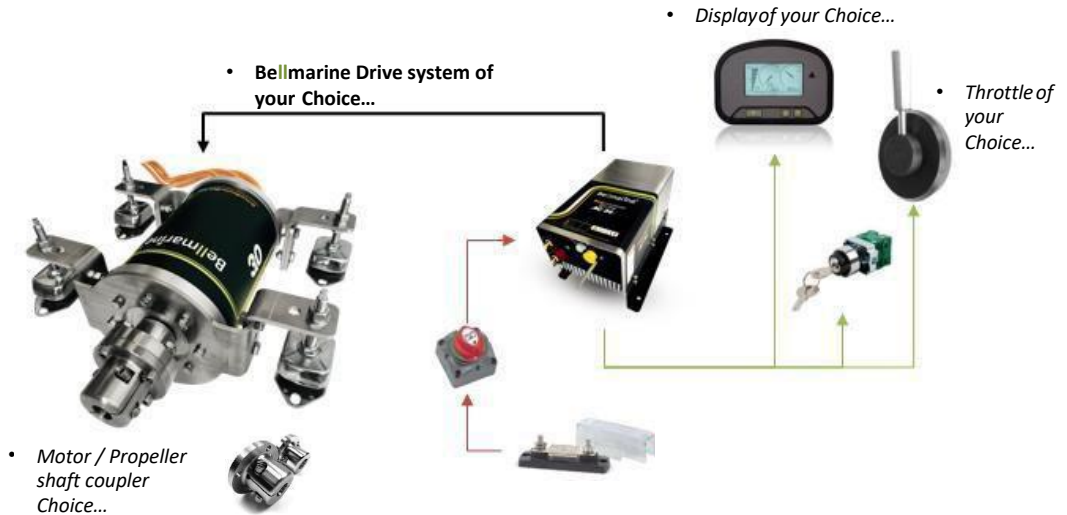 • Displayof your Choice…
• Bellmarine Drive system of
your Choice…
• Throttle of
your
Choice…
Bellmarine
30
Bellmarine
• Motor / Propeller
shaft coupler
Choice…